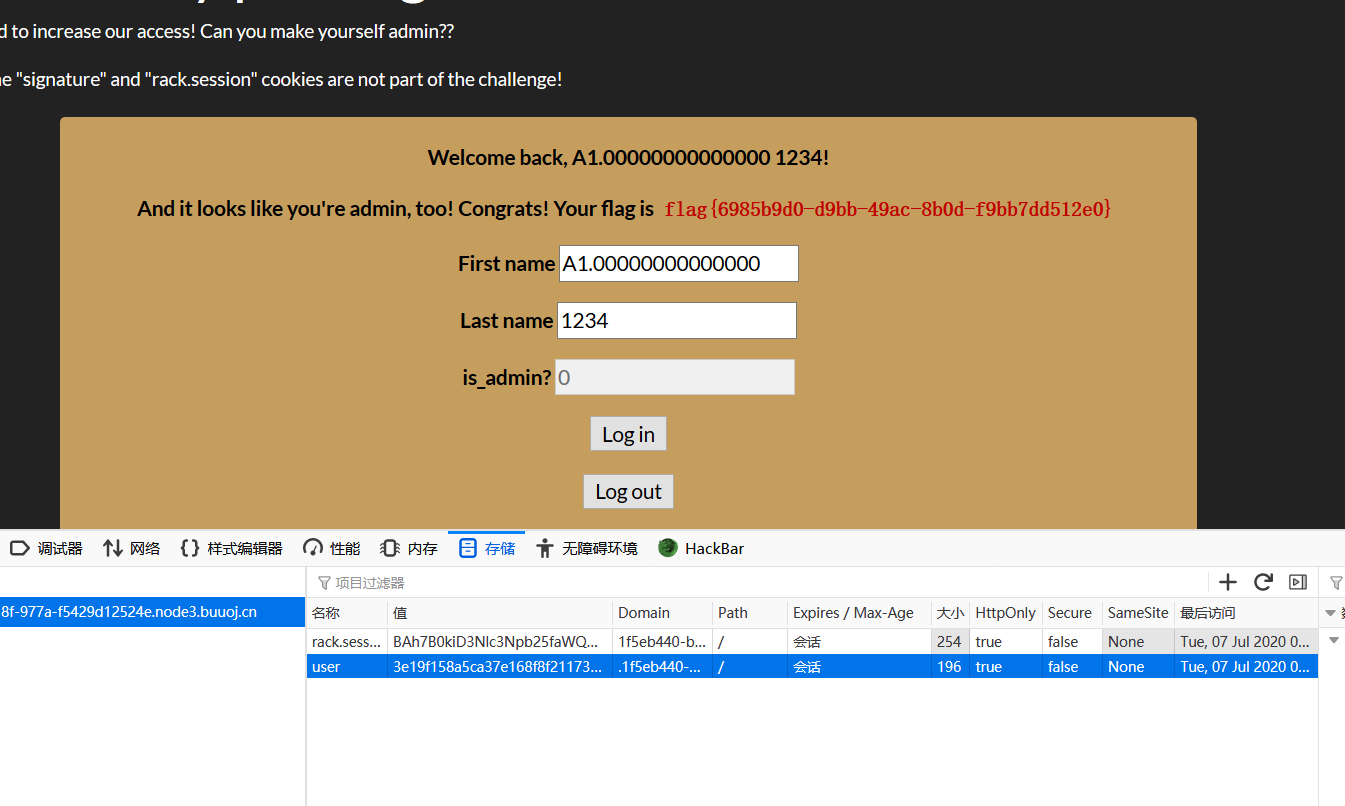 d to increase our access! Can you make yourself admin??
e "signature" and "rack.session" cookies are not part of the challenge!
Welcome back, A1.00000000000000 1234!
And it looks like you're admin, too! Congrats! Your flag is flag{6985b9d0-d9bb-49ac-8b0d-f9bb7dd512e0}
First name A1.00000000000000
Last name 1234
is_admin? 0
Log in
Log out
调试器 网络 {} 样式编辑器 性能 内存 存储 无障碍环境 HackBar
项目过滤器
8f-977a-f5429d12524e.node3.buuoj.cn
名称 值 Domain Path Expires / Max-Age 大小 HttpOnly Secure SameSite 最后访问
rack.sess... BAh7B0kiD3Nlc3Npb25faWQ... 1f5eb440-b... / 会话 254 true false None Tue, 07 Jul 2020 0...
user 3e19f158a5ca37e168f8f21173... .1f5eb440-... / 会话 196 true false None Tue, 07 Jul 2020 0...